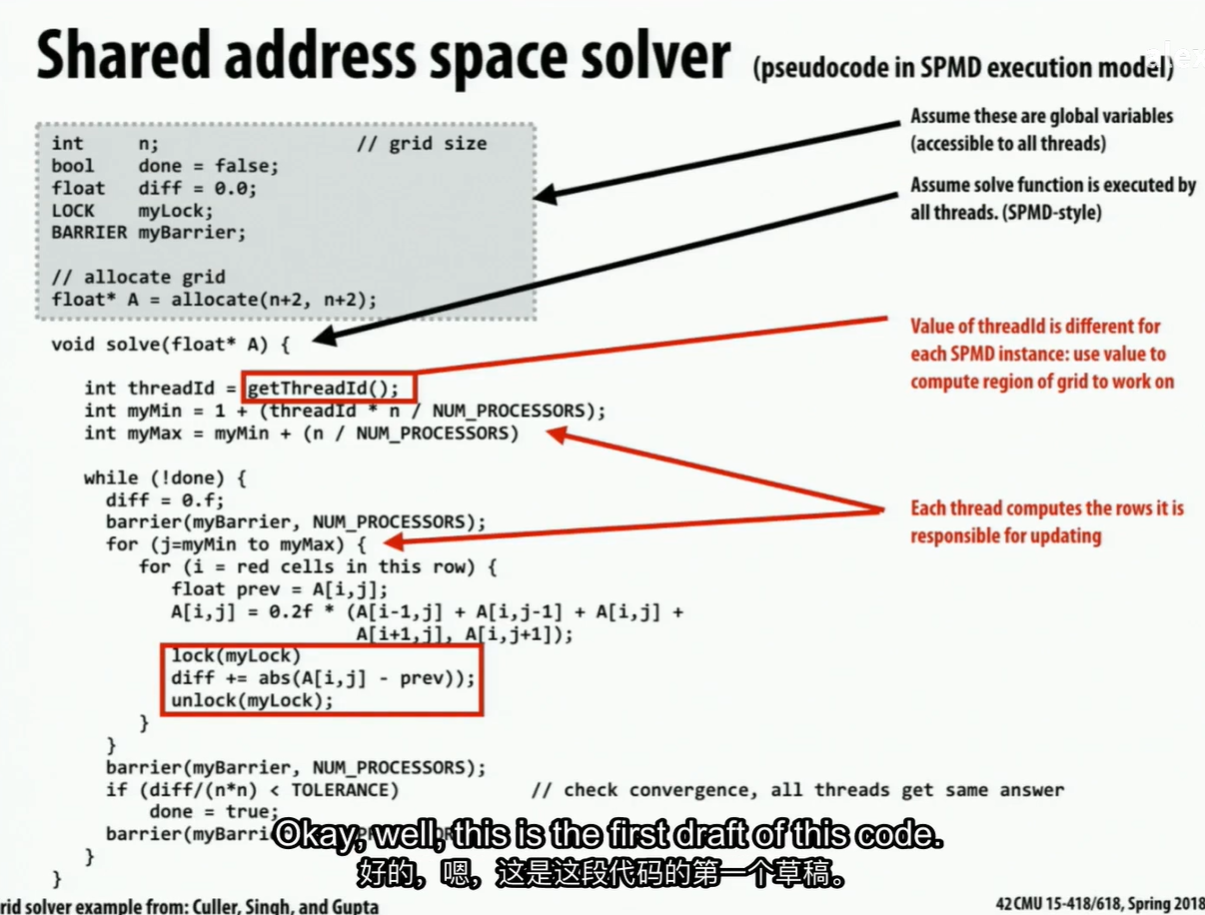 Shared address space solver (pseudocode in SPMD execution model)
alex
int n; // grid size
bool done = false;
float diff = 0.0;
LOCK myLock;
BARRIER myBarrier;
// allocate grid
float* A = allocate(n+2, n+2);
Assume these are global variables
(accessible to all threads)
Assume solve function is executed by
all threads. (SPMD-style)
void solve(float* A) {
int threadId = getThreadId();
int myMin = 1 + (threadId * n / NUM_PROCESSORS);
int myMax = myMin + (n / NUM_PROCESSORS)
Value of threadId is different for
each SPMD instance: use value to
compute region of grid to work on
while (!done) {
diff = 0.f;
barrier(myBarrier, NUM_PROCESSORS);
for (j=myMin to myMax) {
for (i = red cells in this row) {
float prev = A[i,j];
A[i,j] = 0.2f * (A[i-1,j] + A[i,j-1] + A[i,j] +
A[i+1,j], A[i,j+1]);
lock(myLock)
diff += abs(A[i,j] - prev));
unlock(myLock);
}
}
Each thread computes the rows it is
responsible for updating
barrier(myBarrier, NUM_PROCESSORS);
if (diff/(n*n) < TOLERANCE) // check convergence, all threads get same answer
done = true;
barrier(myBarri
}
}
Okay, well, this is the first draft of this code.
好的，嗯，这是这段代码的第一个草稿。
rid solver example from: Culler, Singh, and Gupta
42 CMU 15-418/618, Spring 2018